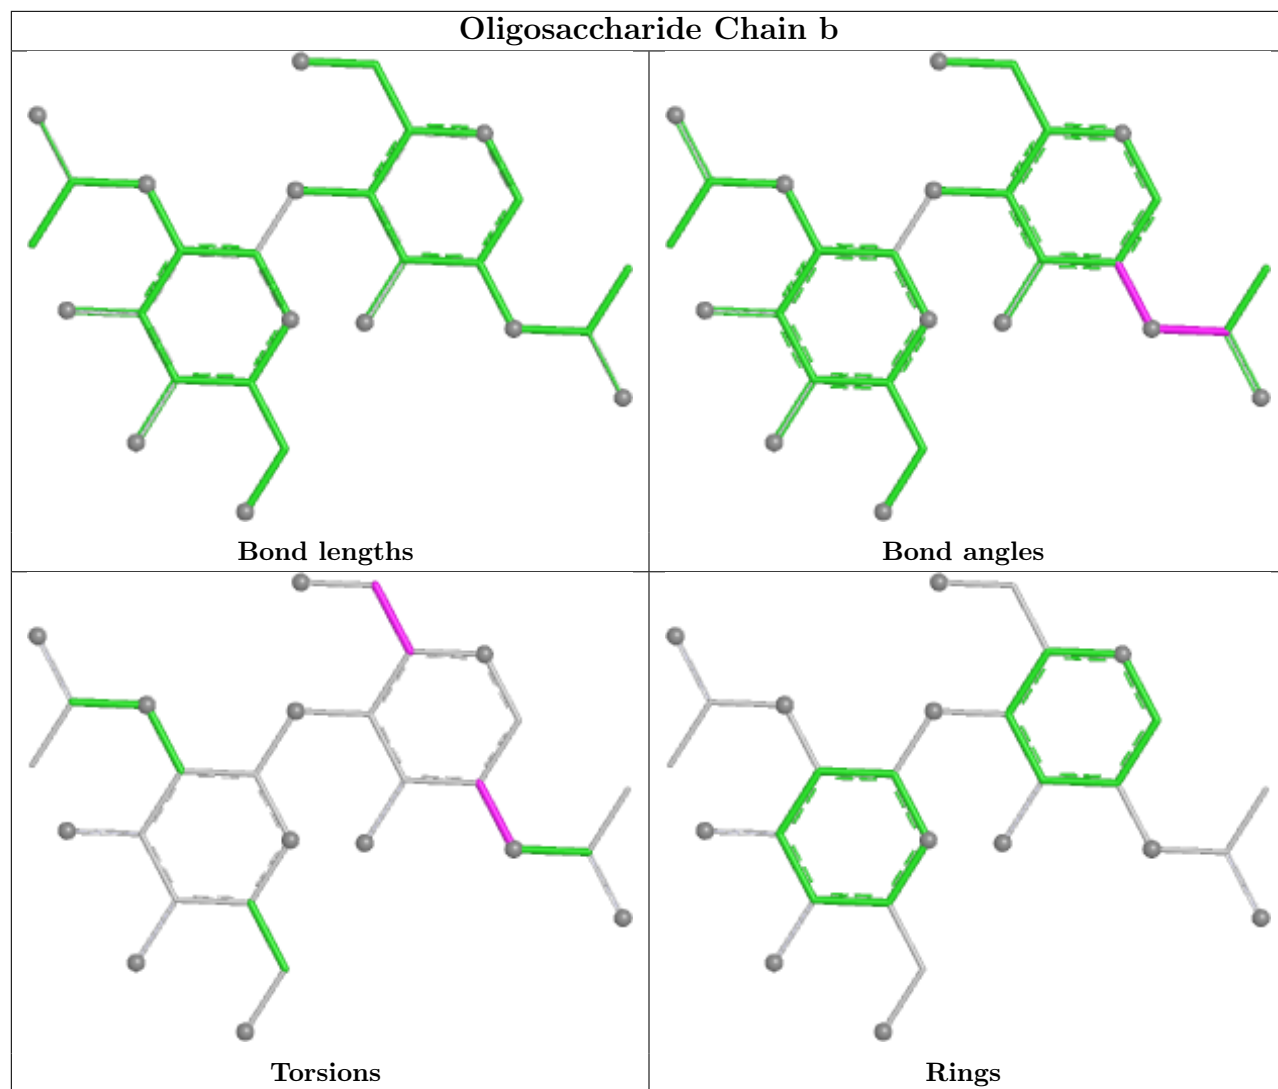 Oligosaccharide Chain b
Bond lengths
Bond angles
Torsions
Rings